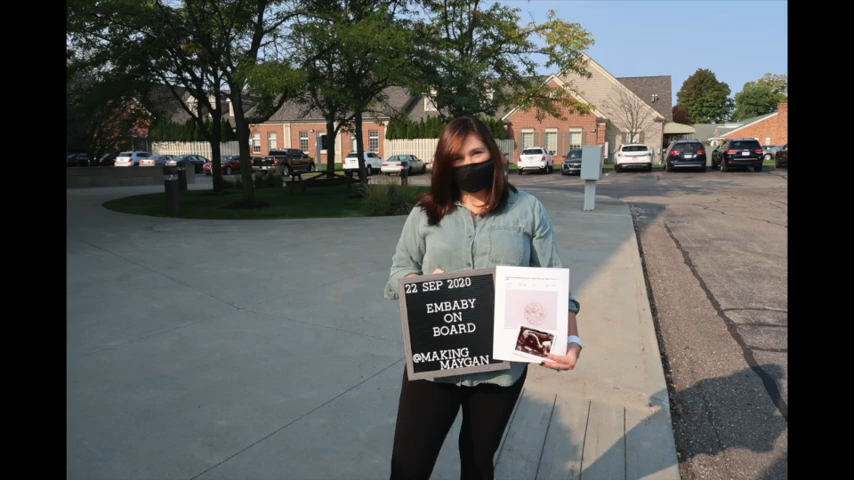 22 SEP 2020
EMBABY
ON
BOARD
@MAKING
MAYGAN